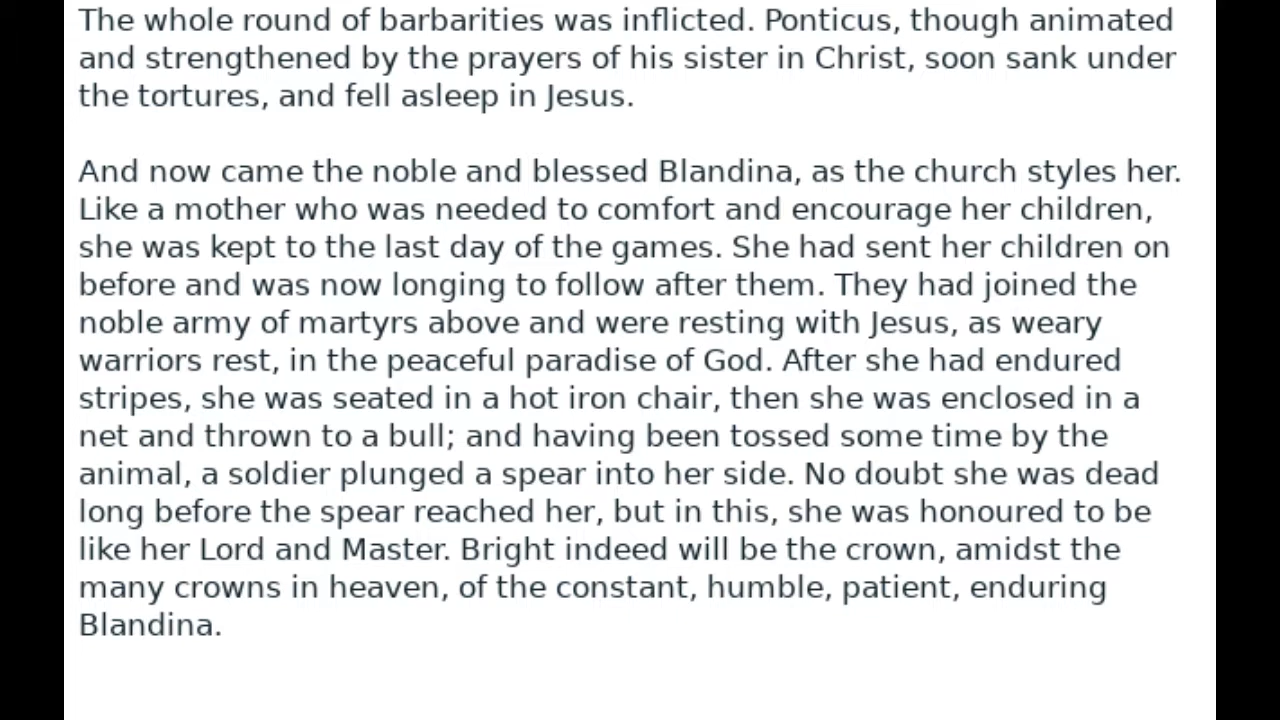 The whole round of barbarities was inflicted. Ponticus, though animated
and strengthened by the prayers of his sister in Christ, soon sank under
the tortures, and fell asleep in Jesus.
And now came the noble and blessed Blandina, as the church styles her.
Like a mother who was needed to comfort and encourage her children,
she was kept to the last day of the games. She had sent her children on
before and was now longing to follow after them. They had joined the
noble army of martyrs above and were resting with Jesus, as weary
warriors rest, in the peaceful paradise of God. After she had endured
stripes, she was seated in a hot iron chair, then she was enclosed in a
net and thrown to a bull; and having been tossed some time by the
animal, a soldier plunged a spear into her side. No doubt she was dead
long before the spear reached her, but in this, she was honoured to be
like her Lord and Master. Bright indeed will be the crown, amidst the
many crowns in heaven, of the constant, humble, patient, enduring
Blandina.